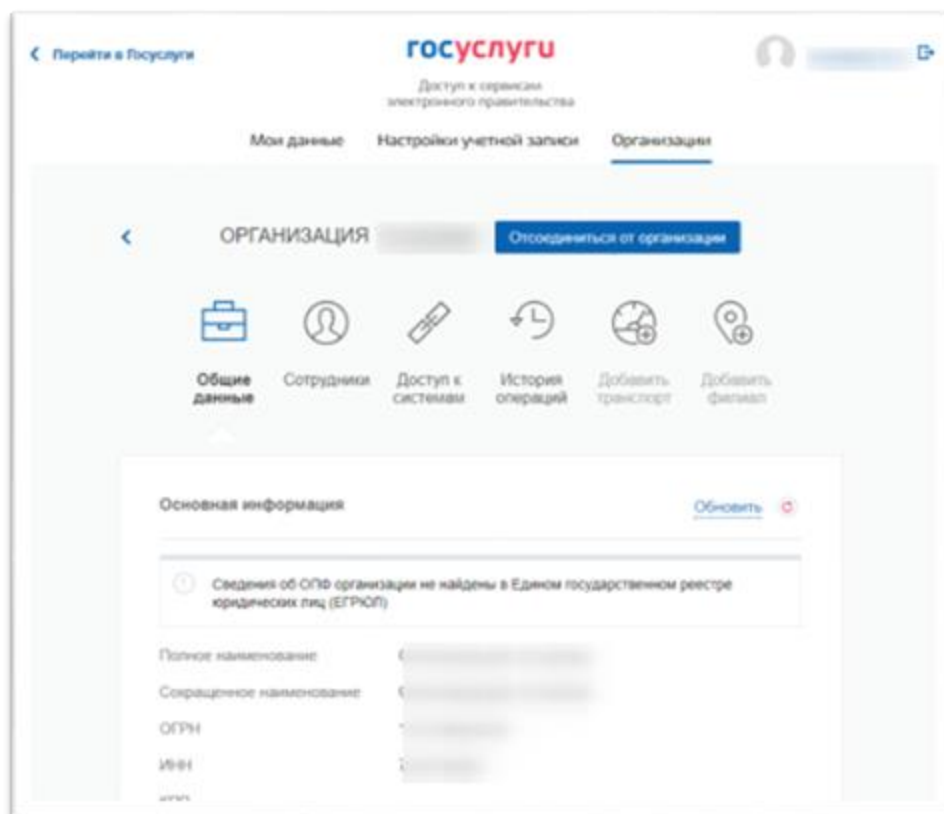 Перейти в Госуслуги
госуслуги
Доступ к сервисам
электронного правительства
Мои данные Настройки учетной записи Организации
ОРГАНИЗАЦИЯ
Отсоединиться от организации
Общие
данные
Сотрудники
Доступ к
системам
История
операций
Добавить
транспорт
Добавить
филиал
Основная информация
Обновить
Сведения об ОПФ организации не найдены в Едином государственном реестре
юридических лиц (ЕГРЮЛ)
Полное наименование
Сокращенное наименование
ОГРН
ИНН